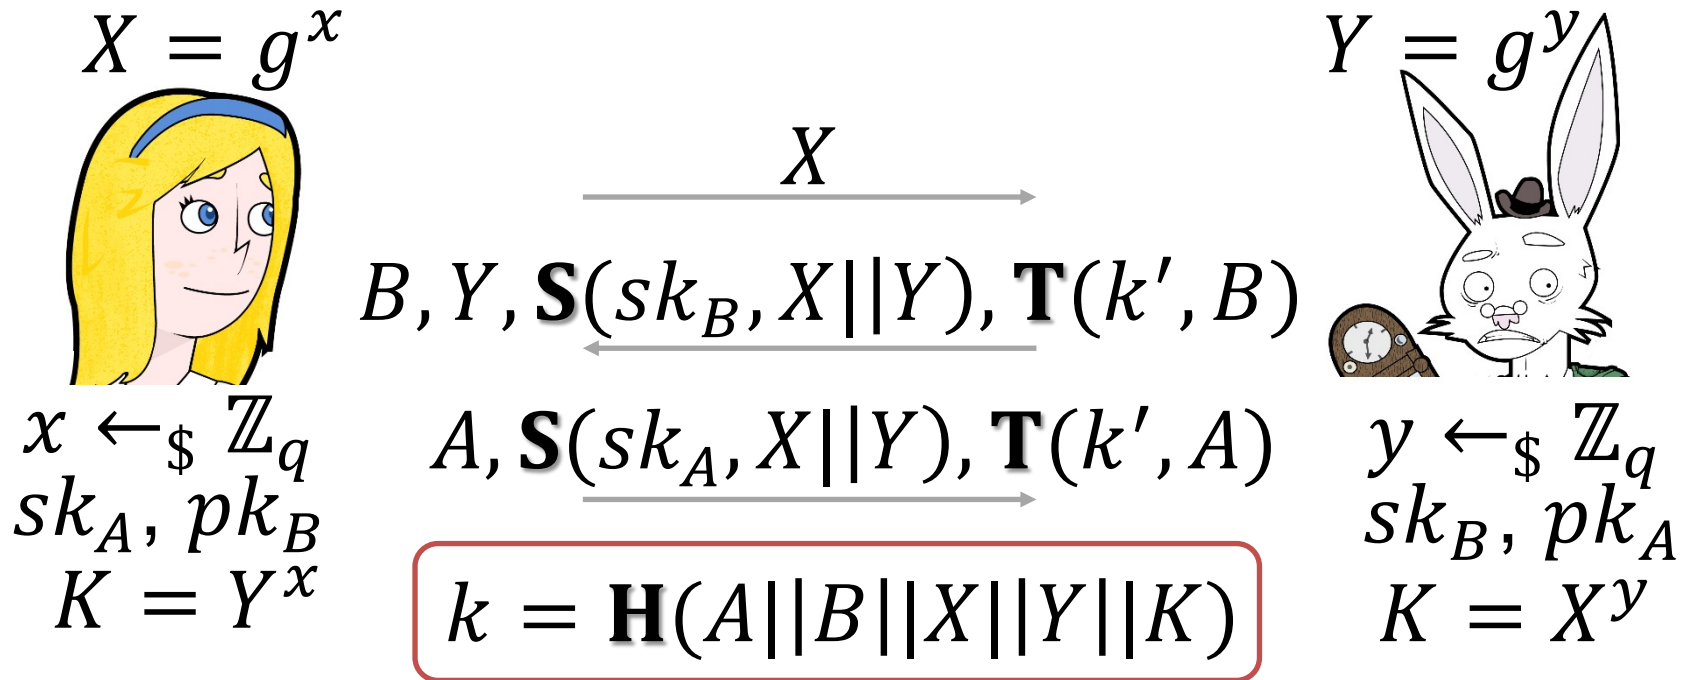 X = g^x
Y = g^y
X
B, Y, S(sk_B, X||Y), T(k′, B)
A, S(sk_A, X||Y), T(k′, A)
x ←_$ ℤ_q
sk_A, pk_B
K = Y^x
y ←_$ ℤ_q
sk_B, pk_A
K = X^y
k = H(A||B||X||Y||K)